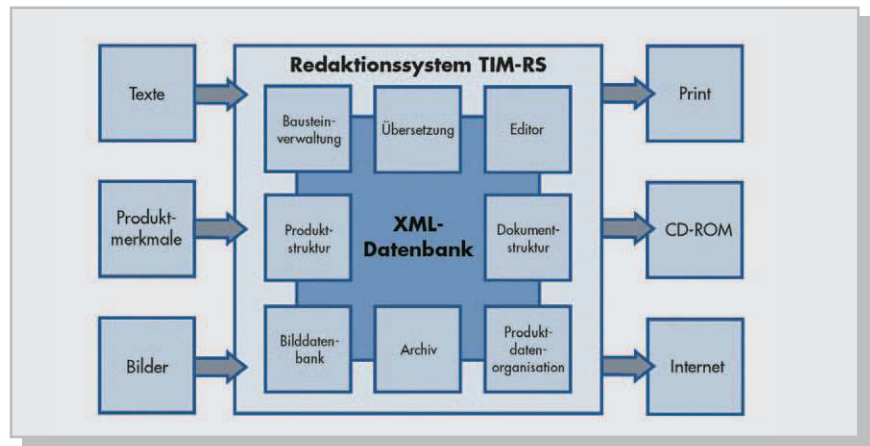 Redaktionssystem TIM-RS
Texte
Produkt-
merkmale
Bilder
Baustein-
verwaltung
Übersetzung
Editor
Produkt-
struktur
XML-
Datenbank
Dokument-
struktur
Bilddaten-
bank
Archiv
Produkt-
daten-
organisation
Print
CD-ROM
Internet